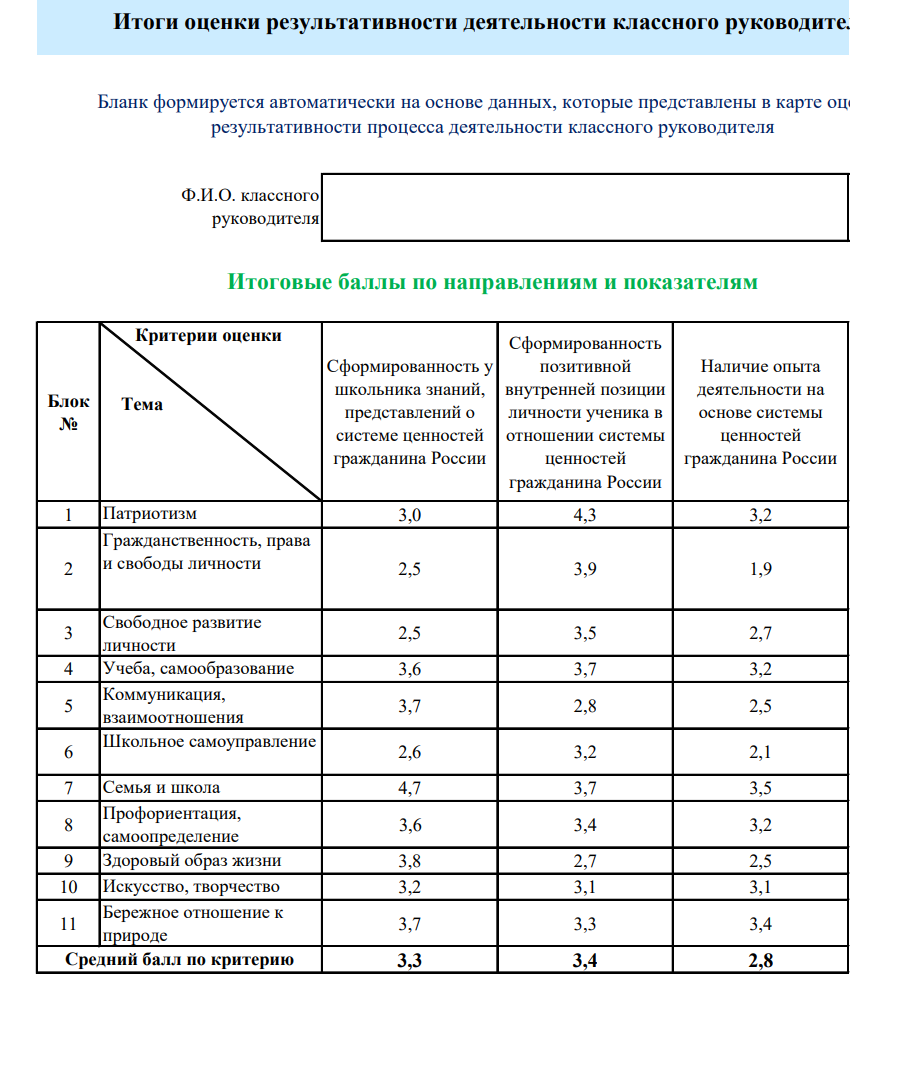 Итоги оценки результативности деятельности классного руководител
Бланк формируется автоматически на основе данных, которые представлены в карте оце
результативности процесса деятельности классного руководителя
Ф.И.О. классного
руководителя
Итоговые баллы по направлениям и показателям
Блок
№
Критерии оценки
Тема
Сформированность у
школьника знаний,
представлений о
системе ценностей
гражданина России
Сформированность
позитивной
внутренней позиции
личности ученика в
отношении системы
ценностей
гражданина России
Наличие опыта
деятельности на
основе системы
ценностей
гражданина России
1 Патриотизм 3,0 4,3 3,2
2 Гражданственность, права
и свободы личности 2,5 3,9 1,9
3 Свободное развитие
личности 2,5 3,5 2,7
4 Учеба, самообразование 3,6 3,7 3,2
5 Коммуникация,
взаимоотношения 3,7 2,8 2,5
6 Школьное самоуправление 2,6 3,2 2,1
7 Семья и школа 4,7 3,7 3,5
8 Профориентация,
самоопределение 3,6 3,4 3,2
9 Здоровый образ жизни 3,8 2,7 2,5
10 Искусство, творчество 3,2 3,1 3,1
11 Бережное отношение к
природе 3,7 3,3 3,4
Средний балл по критерию 3,3 3,4 2,8